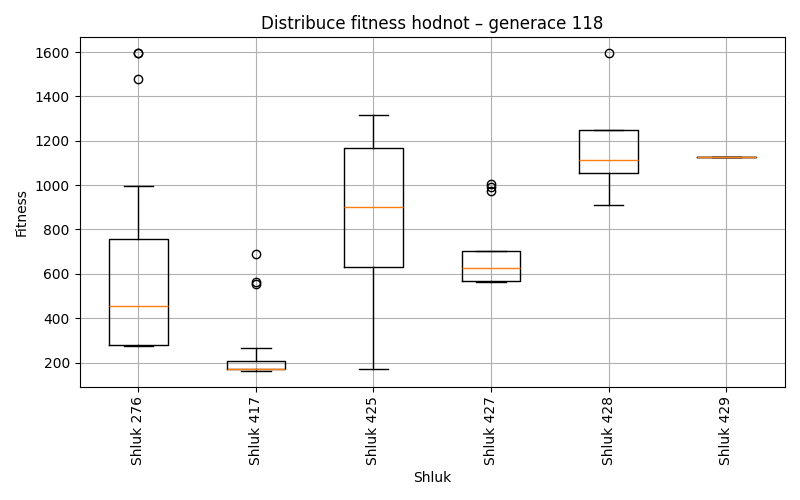 Distribuce fitness hodnot – generace 118
Fitness
1600
1400
1200
1000
800
600
400
200
Shluk 276
Shluk 417
Shluk 425
Shluk 427
Shluk 428
Shluk 429
Shluk